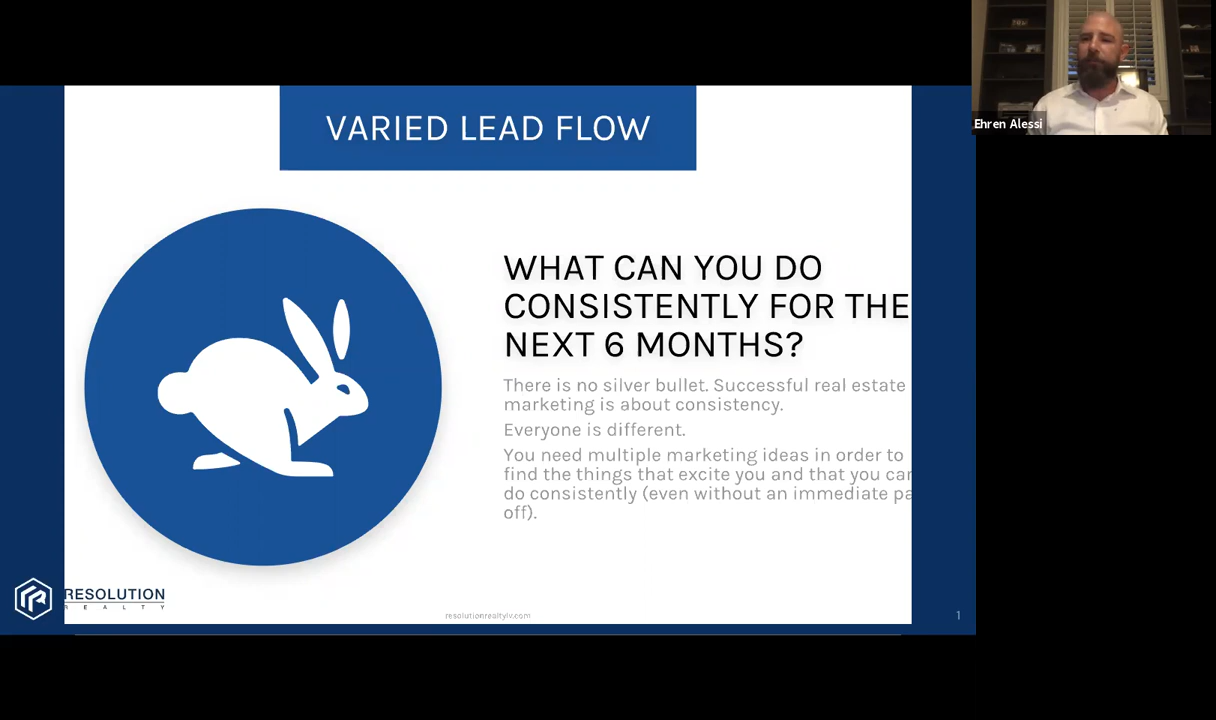 Ehren Alessi
VARIED LEAD FLOW
WHAT CAN YOU DO
CONSISTENTLY FOR THE
NEXT 6 MONTHS?
There is no silver bullet. Successful real estate
marketing is about consistency.
Everyone is different.
You need multiple marketing ideas in order to
find the things that excite you and that you can
do consistently (even without an immediate pa
off).
RESOLUTION
REALTY
resolutionrealtylv.com
1